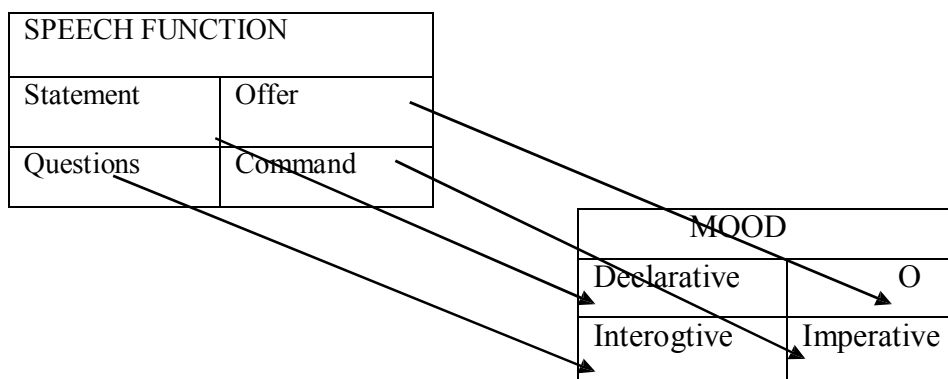 SPEECH FUNCTION
Statement Offer
Questions Command
MOOD
Declarative O
Interogtive Imperative